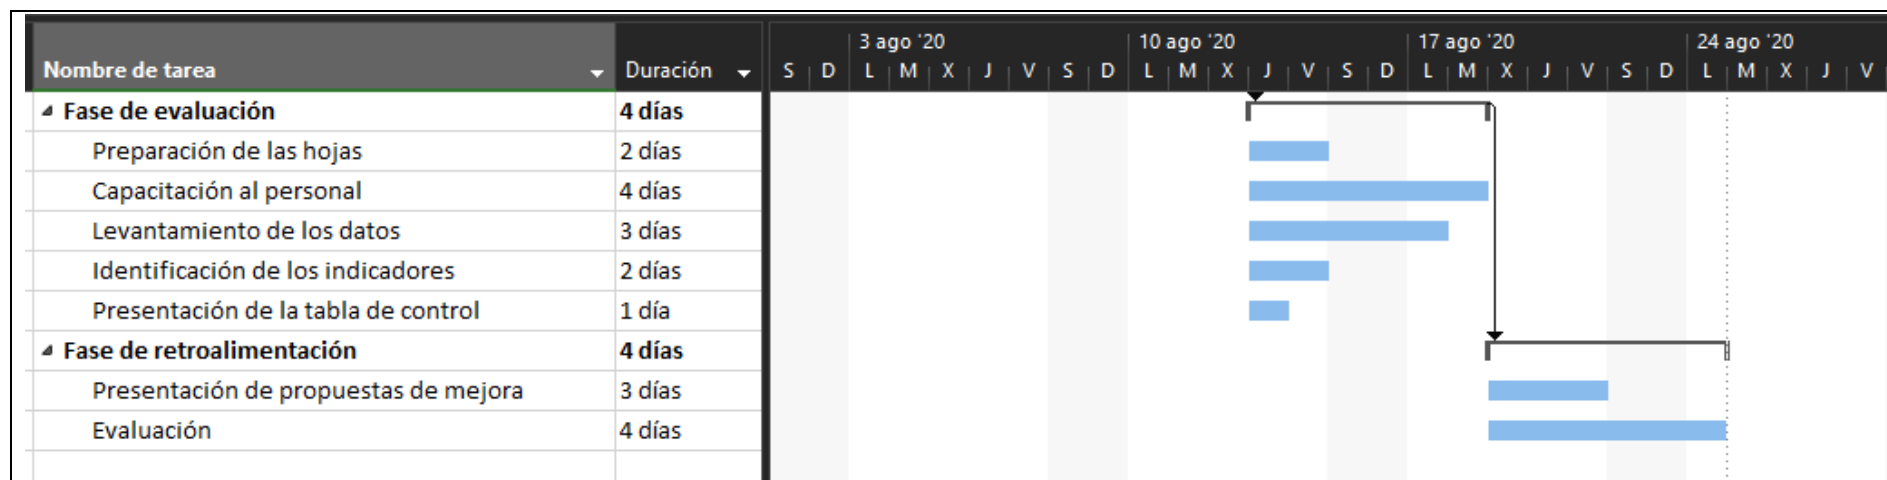 3 ago '20 10 ago '20 17 ago '20 24 ago '20
Nombre de tarea Duración S D L M X J V S D L M X J V S D L M X J V S D L M X J V
Fase de evaluación 4 días
Preparación de las hojas 2 días
Capacitación al personal 4 días
Levantamiento de los datos 3 días
Identificación de los indicadores 2 días
Presentación de la tabla de control 1 día
Fase de retroalimentación 4 días
Presentación de propuestas de mejora 3 días
Evaluación 4 días